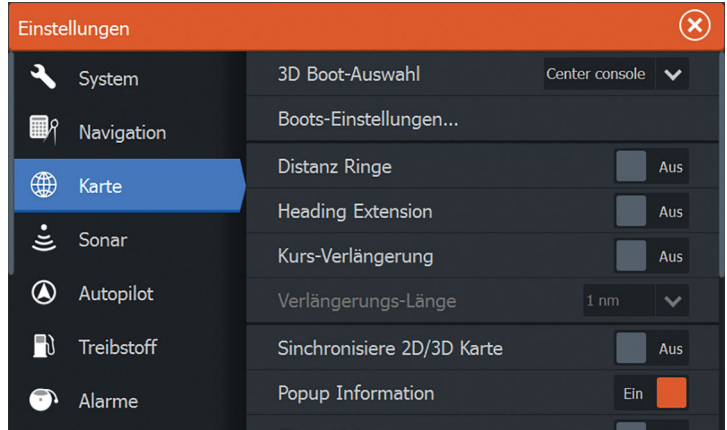 Einstellungen
System
Navigation
Karte
Sonar
Autopilot
Treibstoff
Alarme
3D Boot-Auswahl Center console
Boots-Einstellungen...
Distanz Ringe Aus
Heading Extension Aus
Kurs-Verlängerung Aus
Verlängerungs-Länge 1 nm
Sinchronisiere 2D/3D Karte Aus
Popup Information Ein